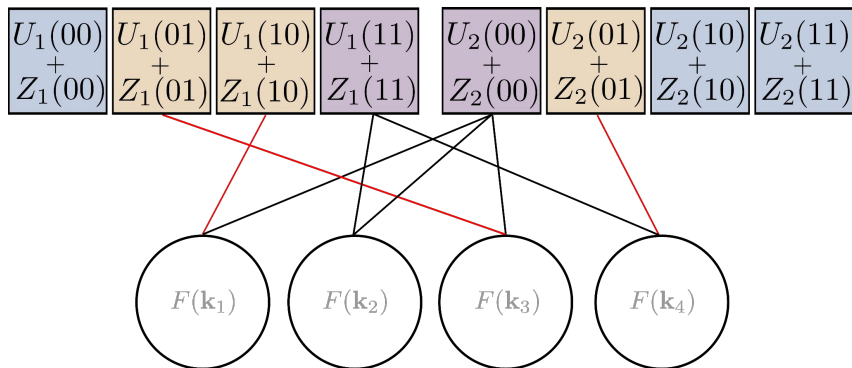 U₁(00) U₁(01) U₁(10) U₁(11) U₂(00) U₂(01) U₂(10) U₂(11)
+ + + + + + + +
Z₁(00) Z₁(01) Z₁(10) Z₁(11) Z₂(00) Z₂(01) Z₂(10) Z₂(11)
F(𝐤₁) F(𝐤₂) F(𝐤₃) F(𝐤₄)